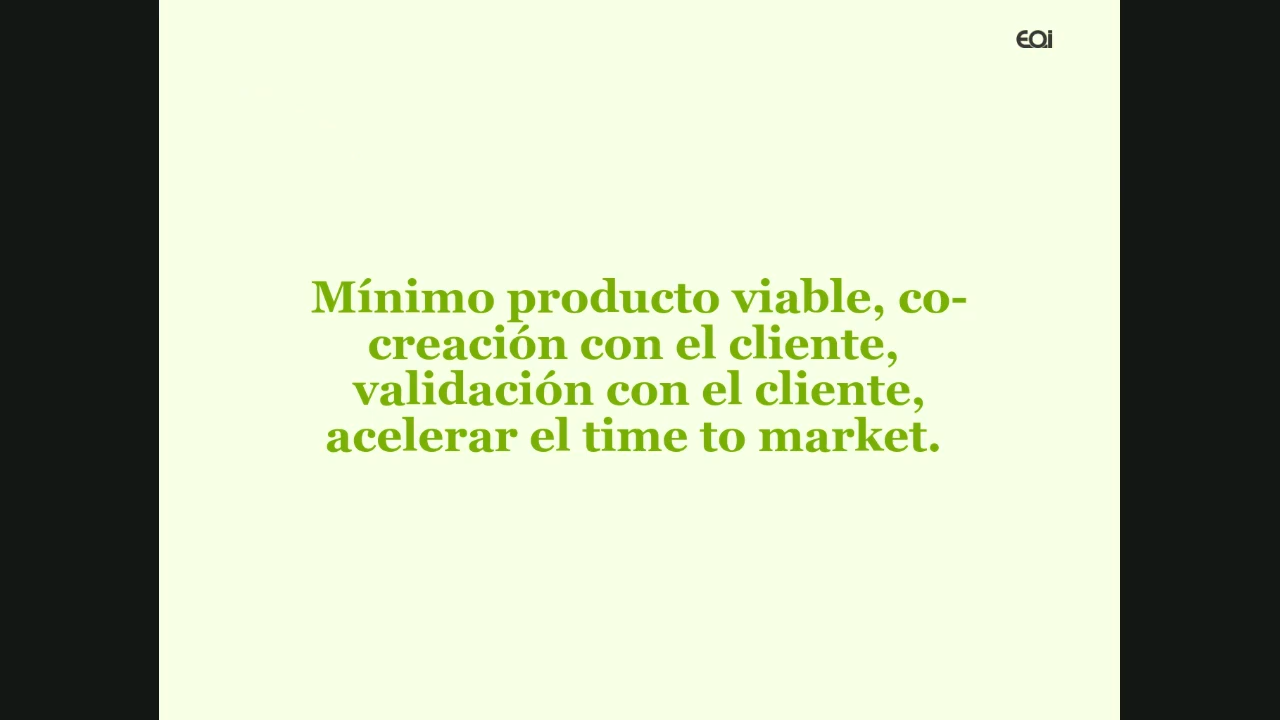 EOI
Mínimo producto viable, co-
creación con el cliente,
validación con el cliente,
acelerar el time to market.